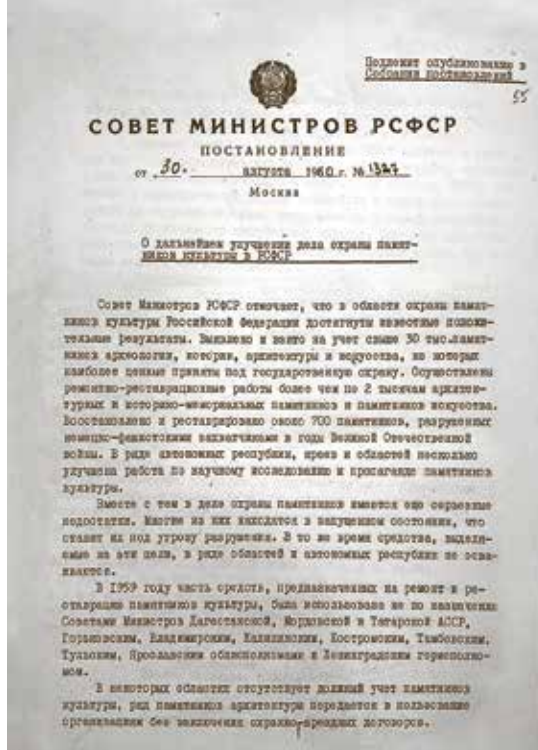 Подлежит опубликованию в
Собрании постановлений
55
СОВЕТ МИНИСТРОВ РСФСР
ПОСТАНОВЛЕНИЕ
от „30. августа 1960 г. № 1327
Москва
О дальнейшем улучшении дела охраны памят-
ников культуры в РСФСР
Совет Министров РСФСР отмечает, что в области охраны памят-
ников культуры Российской Федерации достигнуты известные положи-
тельные результаты. Выявлено и взято на учет свыше 30 тыс.памят-
ников археологии, истории, архитектуры и искусства, из которых
наиболее ценные приняты под государственную охрану. Осуществлены
ремонтно-реставрационные работы более чем по 2 тысячам архитек-
турных и историко-мемориальных памятников и памятников искусства.
Восстановлено и реставрировано около 700 памятников, разрушенных
немецко-фашистскими захватчиками в годы Великой Отечественной
войны. В ряде автономных республик, краев и областей несколько
улучшена работа по научному исследованию и пропаганде памятников
культуры.
Вместе с тем в деле охраны памятников имеются еще серьезные
недостатки. Многие из них находятся в запущенном состоянии, что
ставит их под угрозу разрушения. В то же время средства, выделя-
емые на эти цели, в ряде областей и автономных республик не осва-
иваются.
В 1959 году часть средств, предназначенных на ремонт и ре-
ставрацию памятников культуры, была использована не по назначению
Советами Министров Дагестанской, Мордовской и Татарской АССР,
Горьковским, Владимирским, Калининским, Костромским, Тамбовским,
Тульским, Ярославским облисполкомами и Ленинградским горисполко-
мом.
В некоторых областях отсутствует должный учет памятников
культуры, ряд памятников архитектуры передается в пользование
организациям без заключения охранно-арендных договоров.